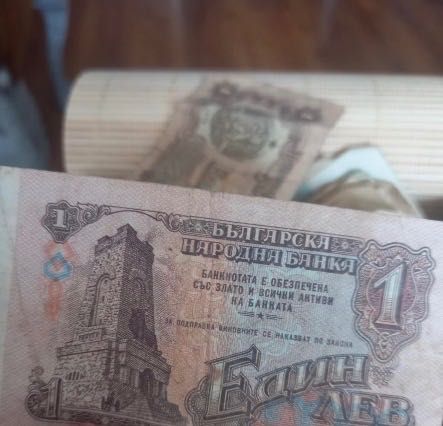 1
БЪЛГАРСКА
НАРОДНА БАНКА
1
БАНКНОТАТА Е ОБЕЗПЕЧЕНА
СЪС ЗЛАТО И ВСИЧКИ АКТИВИ
НА БАНКАТА
ЗА ПОДПРАВКА ВИНОВНИТЕ СЕ НАКАЗВАТ ПО ЗАКОНА
1
Един
ЛЕВ